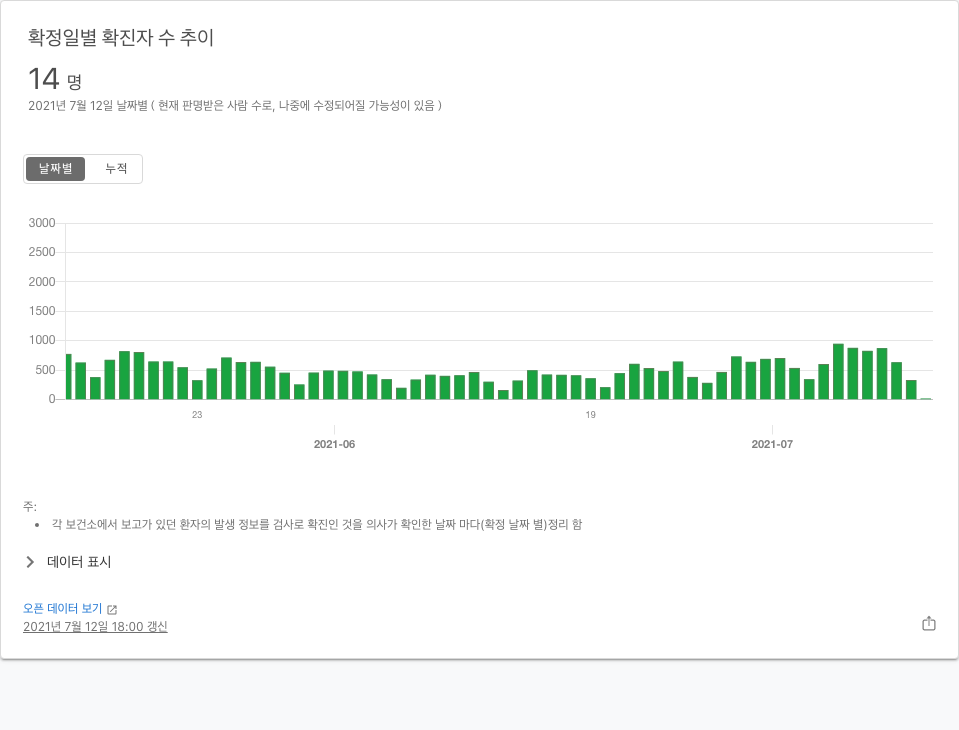 확정일별 확진자 수 추이
14 명
2021년 7월 12일 날짜별 ( 현재 판명받은 사람 수로, 나중에 수정되어질 가능성이 있음 )
날짜별 누적
3000
2500
2000
1500
1000
500
0
23 19
2021-06 2021-07
주:
• 각 보건소에서 보고가 있던 환자의 발생 정보를 검사로 확진인 것을 의사가 확인한 날짜 마다(확정 날짜 별)정리 함
데이터 표시
오픈 데이터 보기
2021년 7월 12일 18:00 갱신